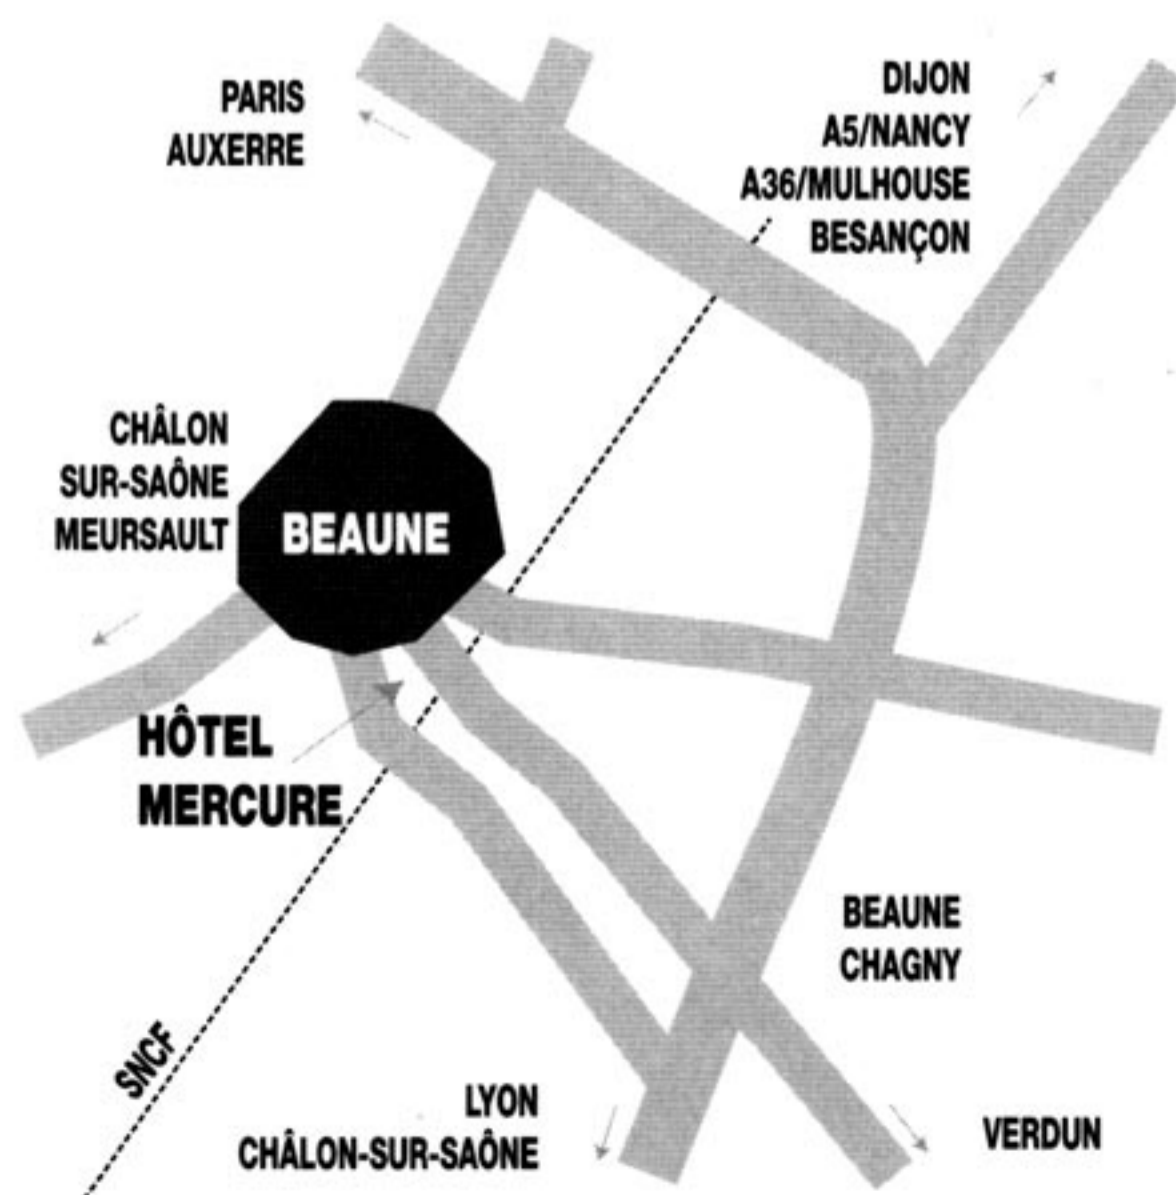 PARIS
AUXERRE
DIJON
A5/NANCY
A36/MULHOUSE
BESANÇON
CHÂLON
SUR-SAÔNE
MEURSAULT
BEAUNE
HÔTEL
MERCURE
BEAUNE
CHAGNY
SNCF
LYON
CHÂLON-SUR-SAÔNE
VERDUN